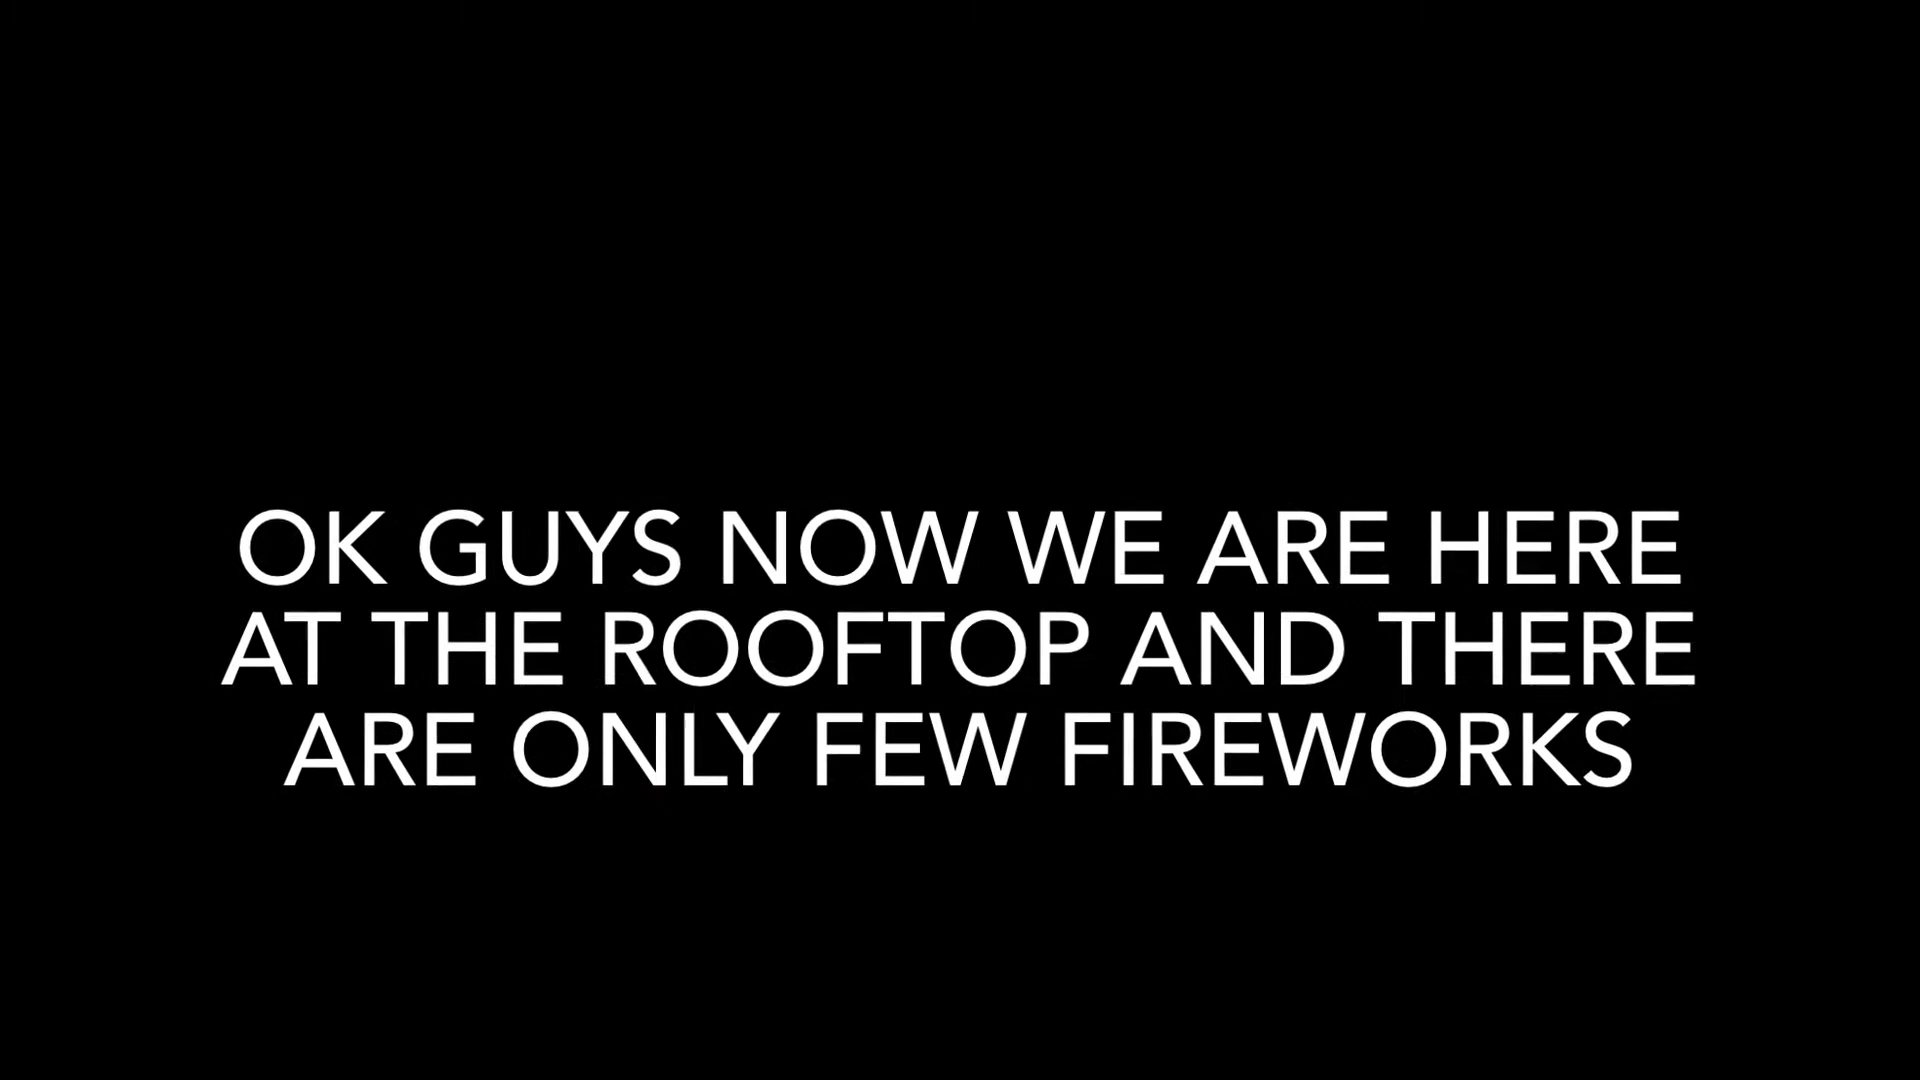 OK GUYS NOW WE ARE HERE
AT THE ROOFTOP AND THERE
ARE ONLY FEW FIREWORKS